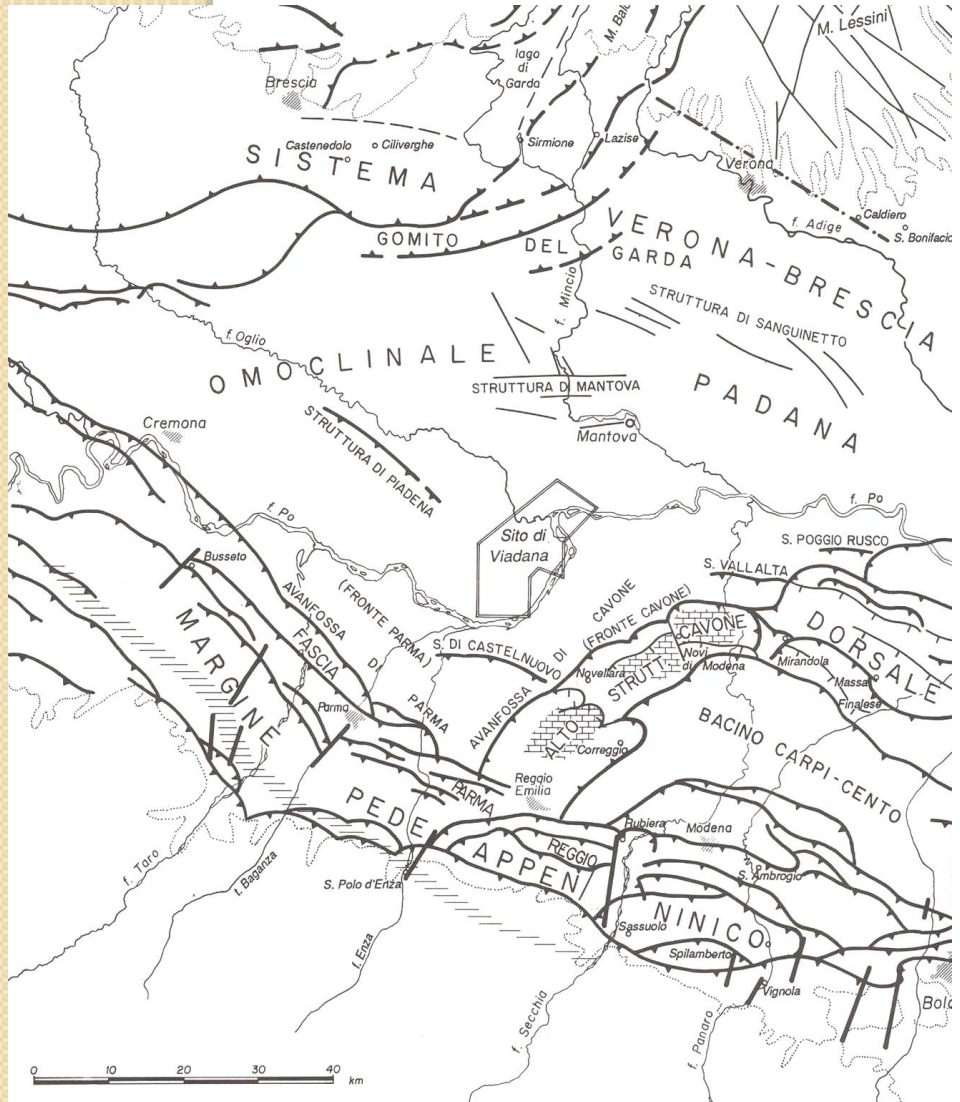 M. Lessini
lago di Garda
Brescia
Castenedolo
Ciliverghe
Sirmione
Lazise
Verona
SISTEMA
f. Adige
Caldiero
S. Bonifacio
GOMITO DEL GARDA
VERONA-BRESCIA
f. Mincio
STRUTTURA DI SANGUINETTO
f. Oglio
OMOCLINALE
STRUTTURA DI MANTOVA
PADANA
Cremona
STRUTTURA DI PIADENA
Mantova
f. Po
f. Po
Sito di Viadana
S. POGGIO RUSCO
S. VALLALTA
Busseto
AVANFOSSA DI PARMA
(FRONTE PARMA)
FASCIA PARMA
AVANFOSSA DI CAVONE
(FRONTE CAVONE)
S. DI CASTELNUOVO
CAVONE
ALTO STRUTT.
Novellara
Novi di Modena
Mirandola
Massa Finalese
DORSALE
MARGINE
Parma
Correggio
BACINO CARPI-CENTO
Reggio Emilia
PEDE
APPEN
NINICO
REGGIO
Rubiera
Modena
S. Ambrogio
f. Taro
t. Baganza
S. Polo d'Enza
f. Enza
Sassuolo
Spilamberto
Vignola
f. Secchia
f. Panaro
0 10 20 30 40 km